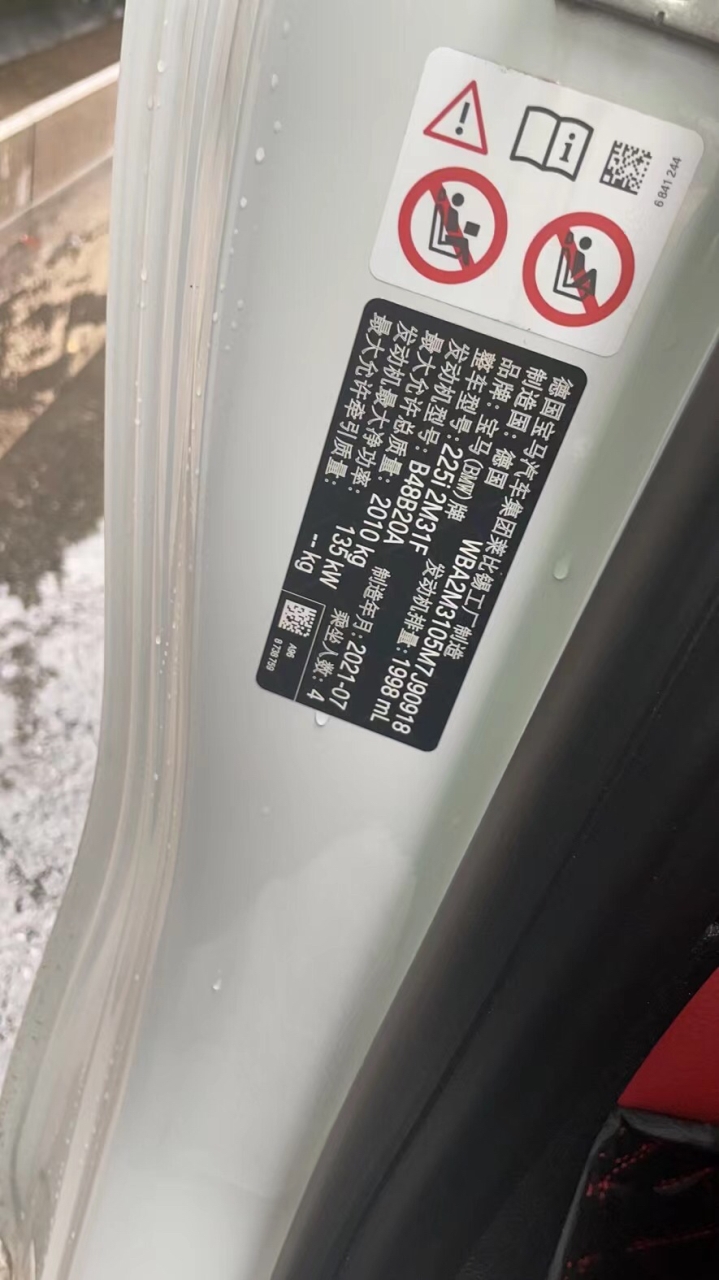 6 841 244
德国宝马汽车集团莱比锡工厂制造
制造国：德国 WBA2M3105M7J90918
品牌：宝马(BMW)牌
整车型号：225i 2M31F 发动机排量：1998 mL
发动机型号：B48B20A 制造年月：2021-07
最大允许总质量：2010 kg 乘坐人数：4
发动机最大净功率：135 kW
最大允许牵引质量：-- kg
A96
8 736 759